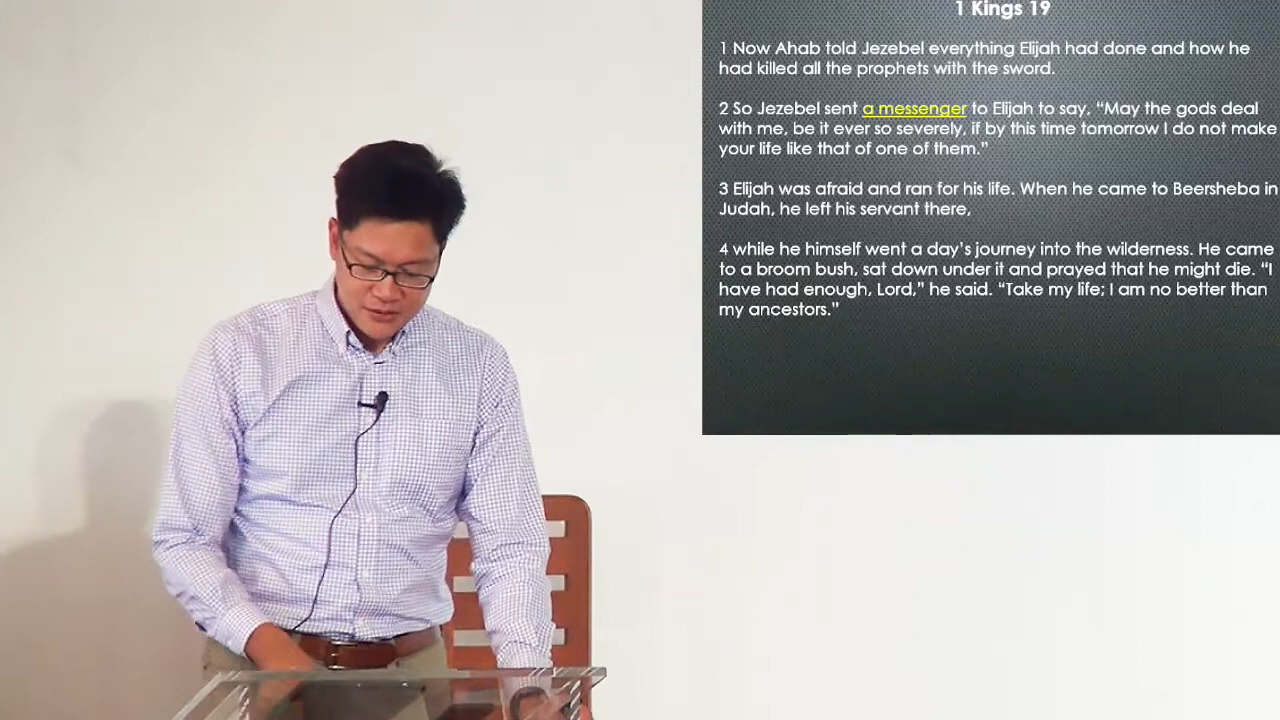 1 Kings 19
1 Now Ahab told Jezebel everything Elijah had done and how he
had killed all the prophets with the sword.
2 So Jezebel sent a messenger to Elijah to say, “May the gods deal
with me, be it ever so severely, if by this time tomorrow I do not make
your life like that of one of them.”
3 Elijah was afraid and ran for his life. When he came to Beersheba in
Judah, he left his servant there,
4 while he himself went a day’s journey into the wilderness. He came
to a broom bush, sat down under it and prayed that he might die. “I
have had enough, Lord,” he said. “Take my life; I am no better than
my ancestors.”